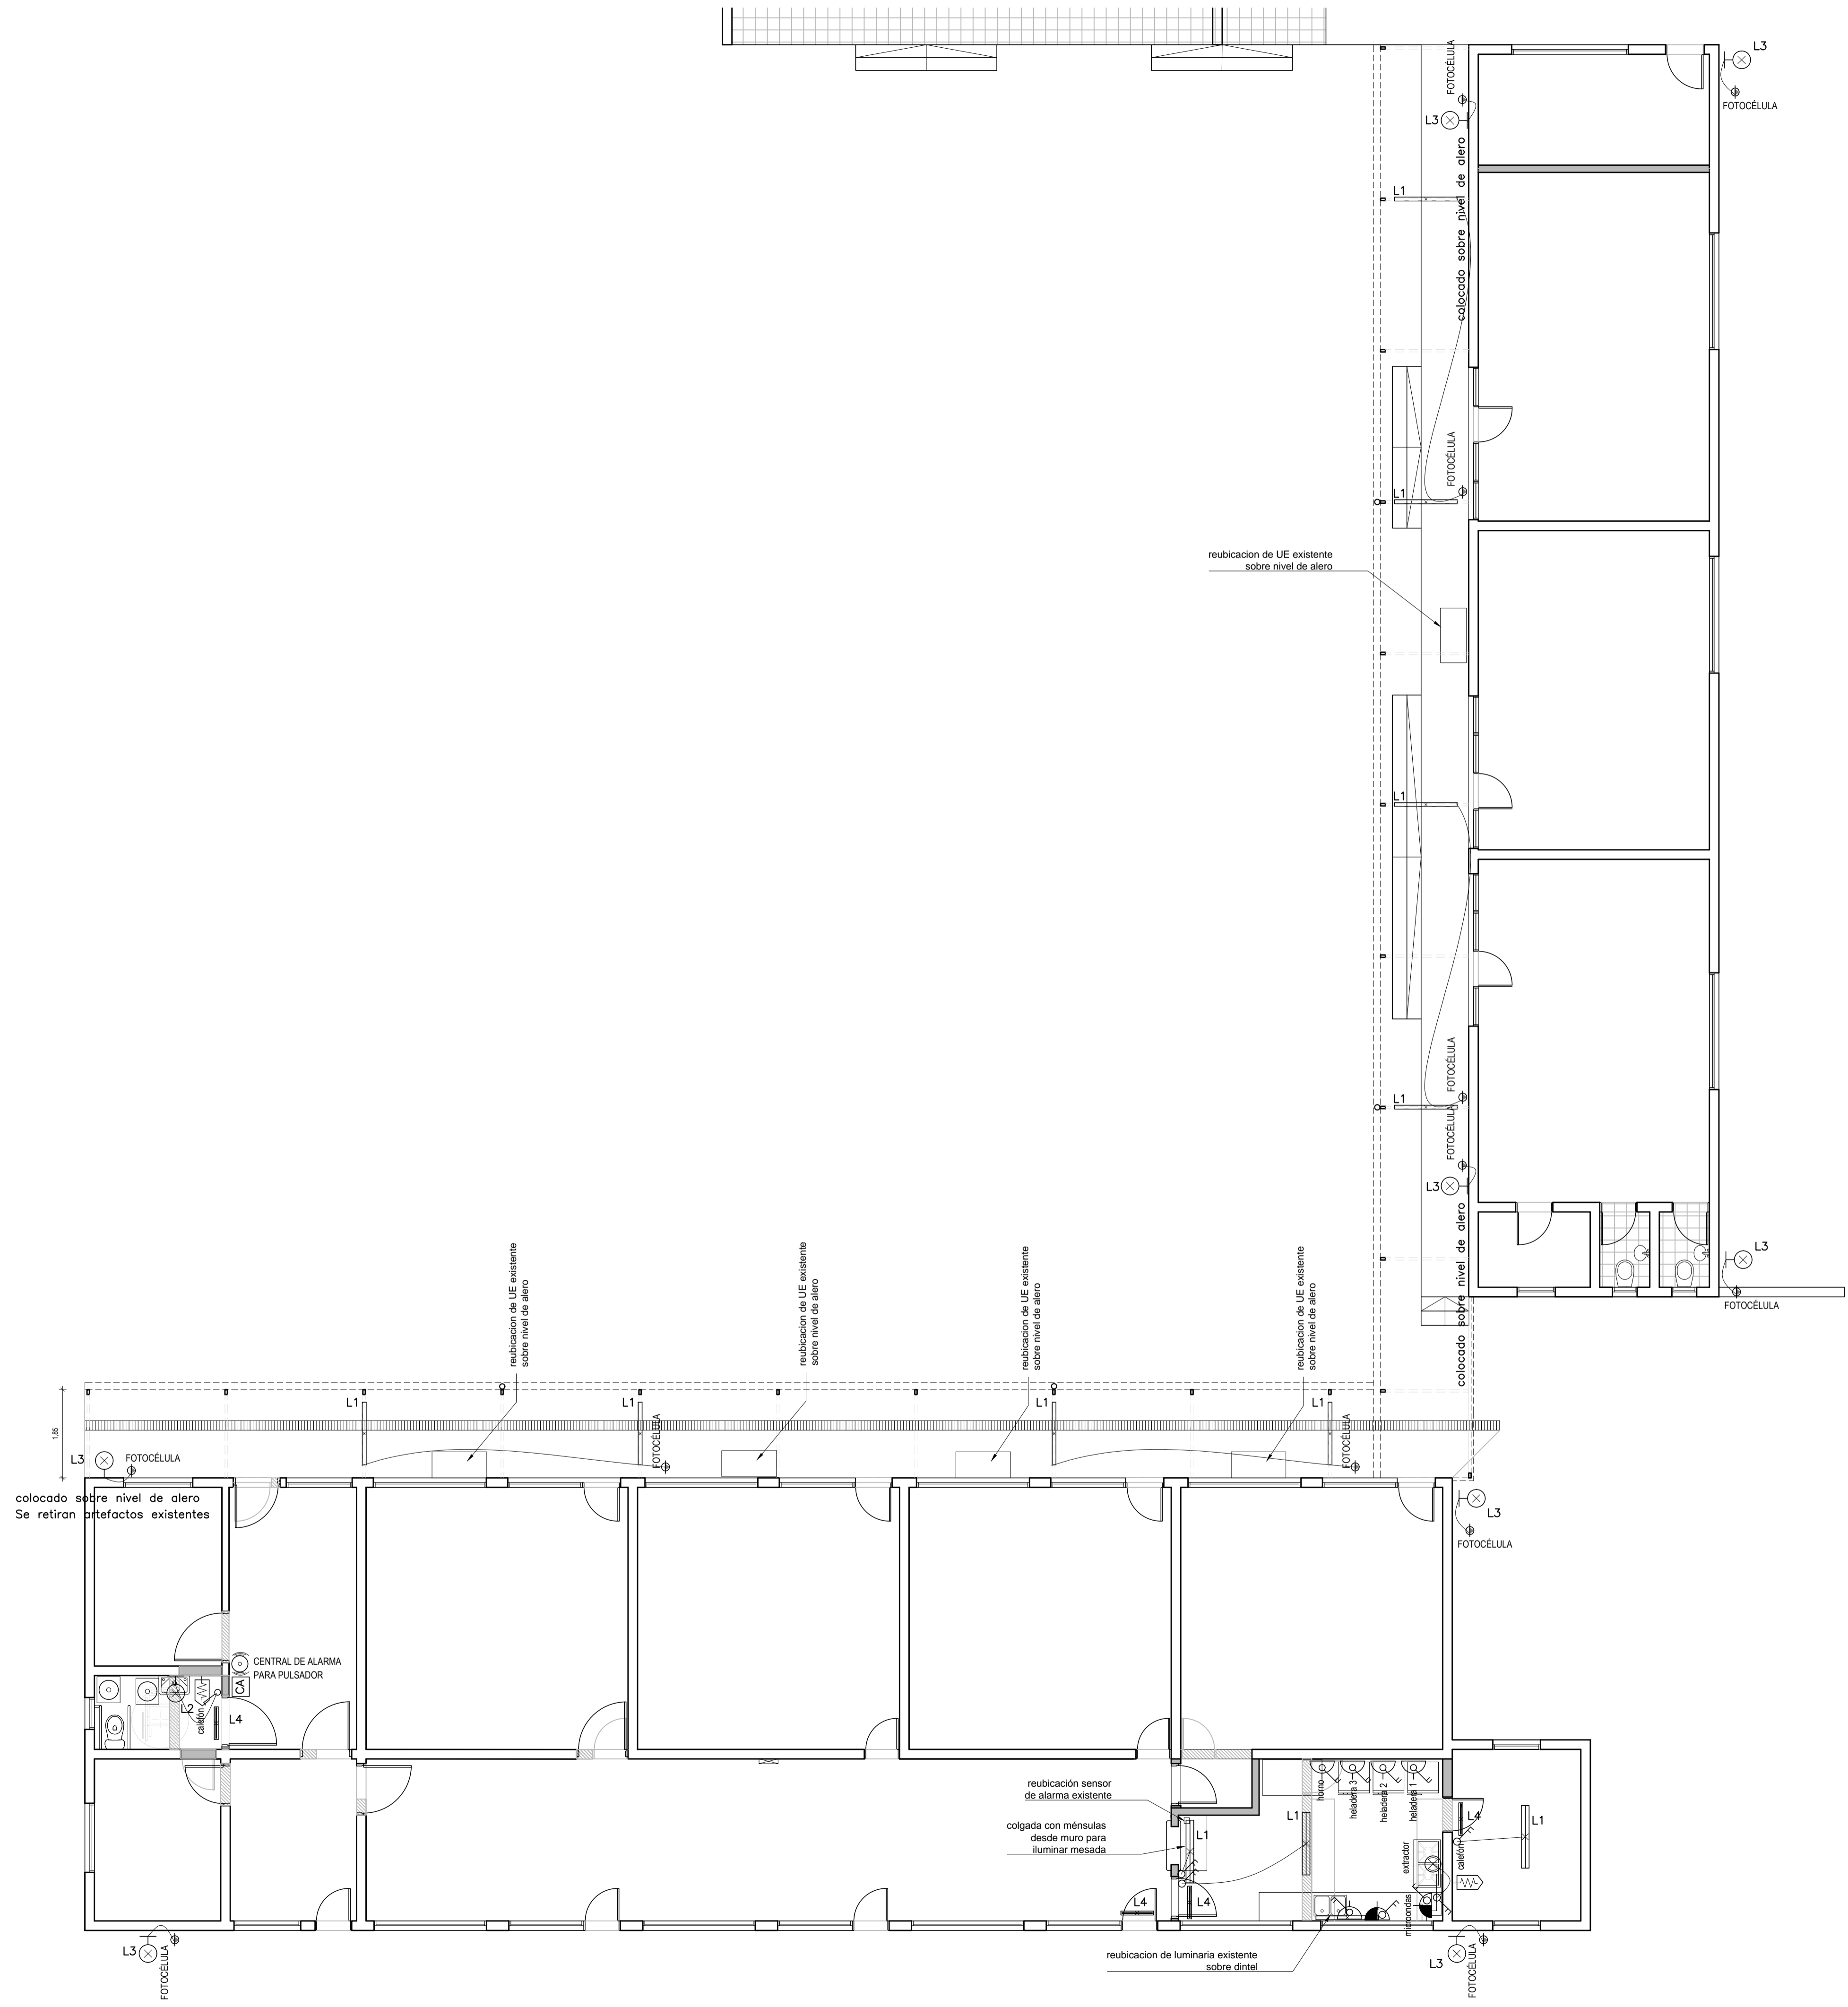 L3
FOTOCÉLULA
FOTOCÉLULA
L3
colocado sobre nivel de alero
L1
FOTOCÉLULA
L1
reubicacion de UE existente
sobre nivel de alero
L1
FOTOCÉLULA
L1
FOTOCÉLULA
L3
colocado sobre nivel de alero
L3
FOTOCÉLULA
reubicacion de UE existente
sobre nivel de alero
reubicacion de UE existente
sobre nivel de alero
reubicacion de UE existente
sobre nivel de alero
reubicacion de UE existente
sobre nivel de alero
1,85
L1
L1
L1
L1
FOTOCÉLULA
FOTOCÉLULA
L3
FOTOCÉLULA
colocado sobre nivel de alero
Se retiran artefactos existentes
L3
FOTOCÉLULA
CENTRAL DE ALARMA
PARA PULSADOR
CA
L2
calefón
L4
reubicación sensor
de alarma existente
colgada con ménsulas
desde muro para
iluminar mesada
L1
L1
horno
heladera 3
heladera 2
heladera 1
L4
L1
extractor
calefón
microondas
L4
L4
L3
FOTOCÉLULA
reubicacion de luminaria existente
sobre dintel
L3
FOTOCÉLULA